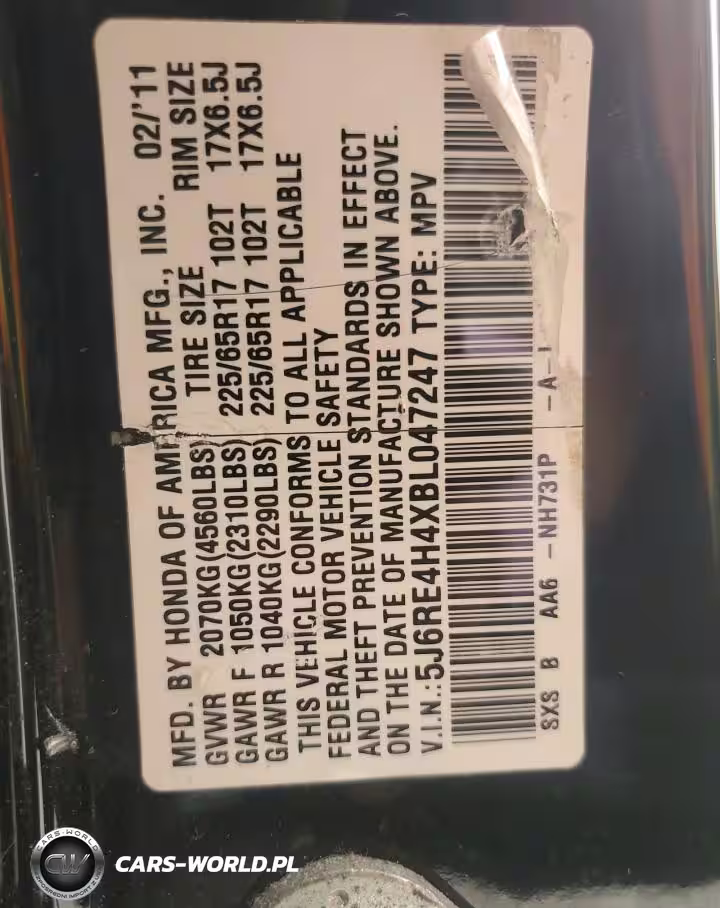 MFD. BY HONDA OF AMERICA MFG., INC. 02/'11
GVWR 2070KG(4560LBS) TIRE SIZE RIM SIZE
GAWR F 1050KG(2310LBS) 225/65R17 102T 17X6.5J
GAWR R 1040KG(2290LBS) 225/65R17 102T 17X6.5J
THIS VEHICLE CONFORMS TO ALL APPLICABLE
FEDERAL MOTOR VEHICLE SAFETY
AND THEFT PREVENTION STANDARDS IN EFFECT
ON THE DATE OF MANUFACTURE SHOWN ABOVE.
V.I.N.:5J6RE4H4XBL047247 TYPE: MPV
SXS B AA6 -NH731P -A-
CARS-WORLD
CW
CARS-WORLD.PL